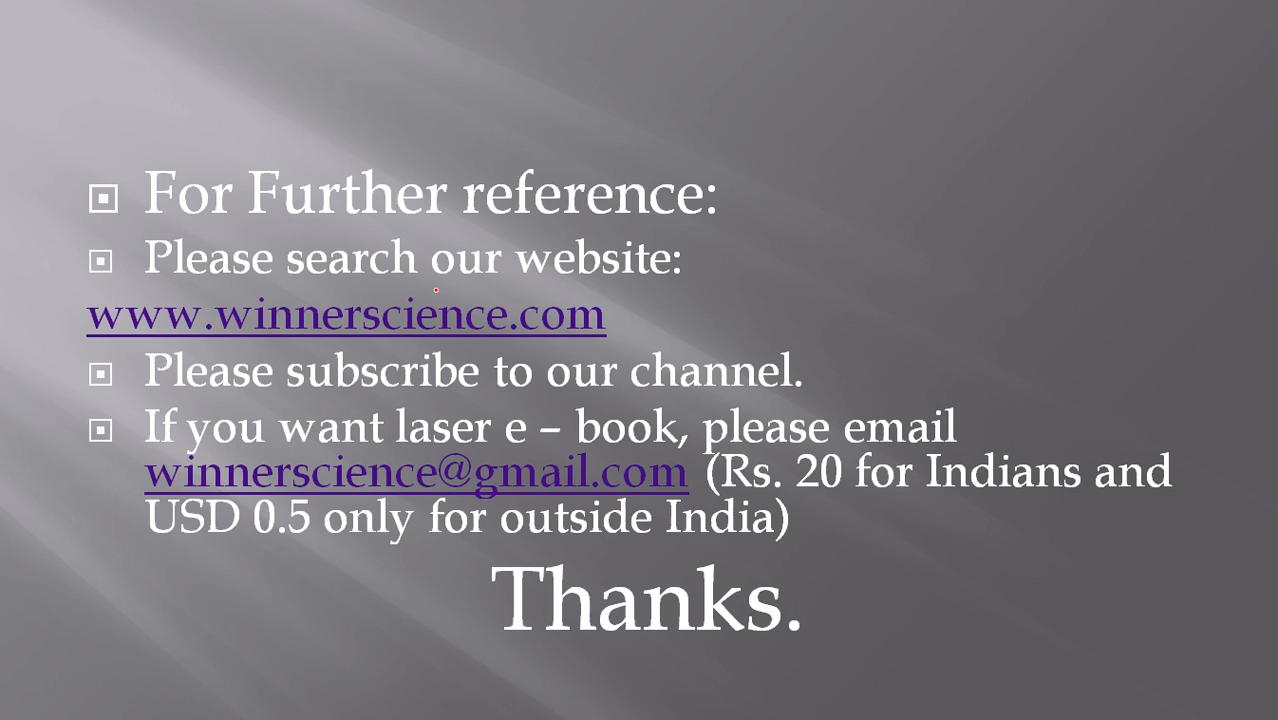 For Further reference:
Please search our website:
www.winnerscience.com
Please subscribe to our channel.
If you want laser e – book, please email
winnerscience@gmail.com (Rs. 20 for Indians and
USD 0.5 only for outside India)
Thanks.